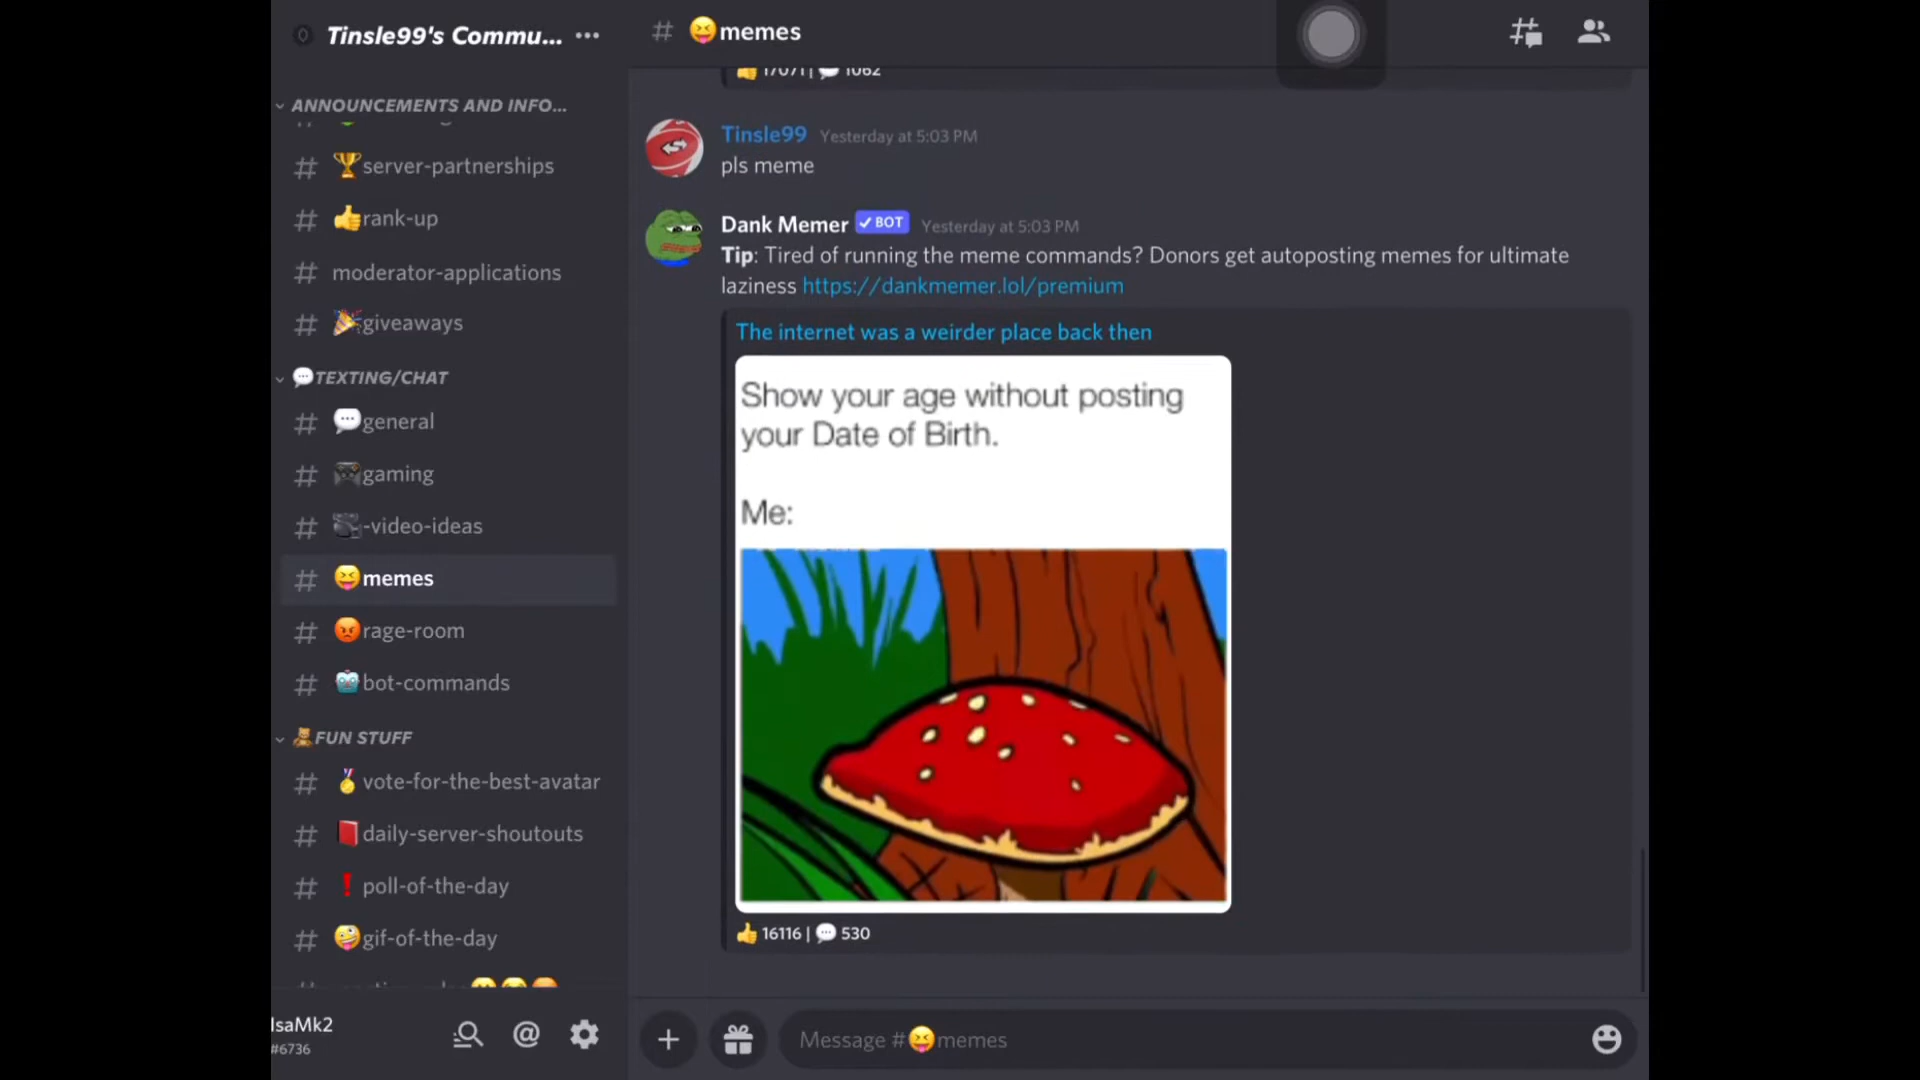 Tinsle99's Commu...
ANNOUNCEMENTS AND INFO...
server-partnerships
rank-up
moderator-applications
giveaways
TEXTING/CHAT
general
gaming
-video-ideas
memes
rage-room
bot-commands
FUN STUFF
vote-for-the-best-avatar
daily-server-shoutouts
poll-of-the-day
gif-of-the-day
IsaMk2
#6736
# 😝memes
👍 17071 | 💬 1062
Tinsle99 Yesterday at 5:03 PM
pls meme
Dank Memer ✓ BOT Yesterday at 5:03 PM
Tip: Tired of running the meme commands? Donors get autoposting memes for ultimate
laziness https://dankmemer.lol/premium
The internet was a weirder place back then
Show your age without posting
your Date of Birth.
Me:
👍 16116 | 💬 530
Message #😝memes